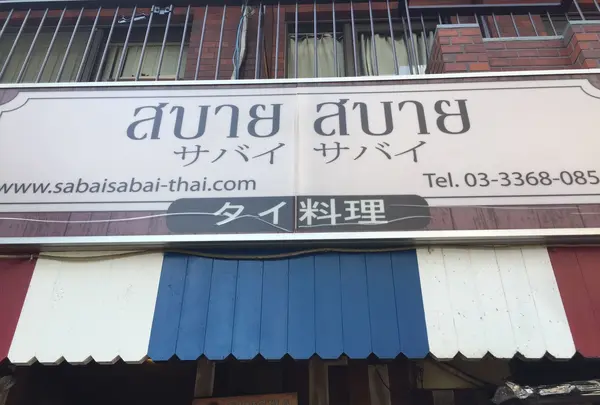 สบาย สบาย
サバイ サバイ
www.sabaisabai-thai.com
Tel. 03-3368-085
タイ料理